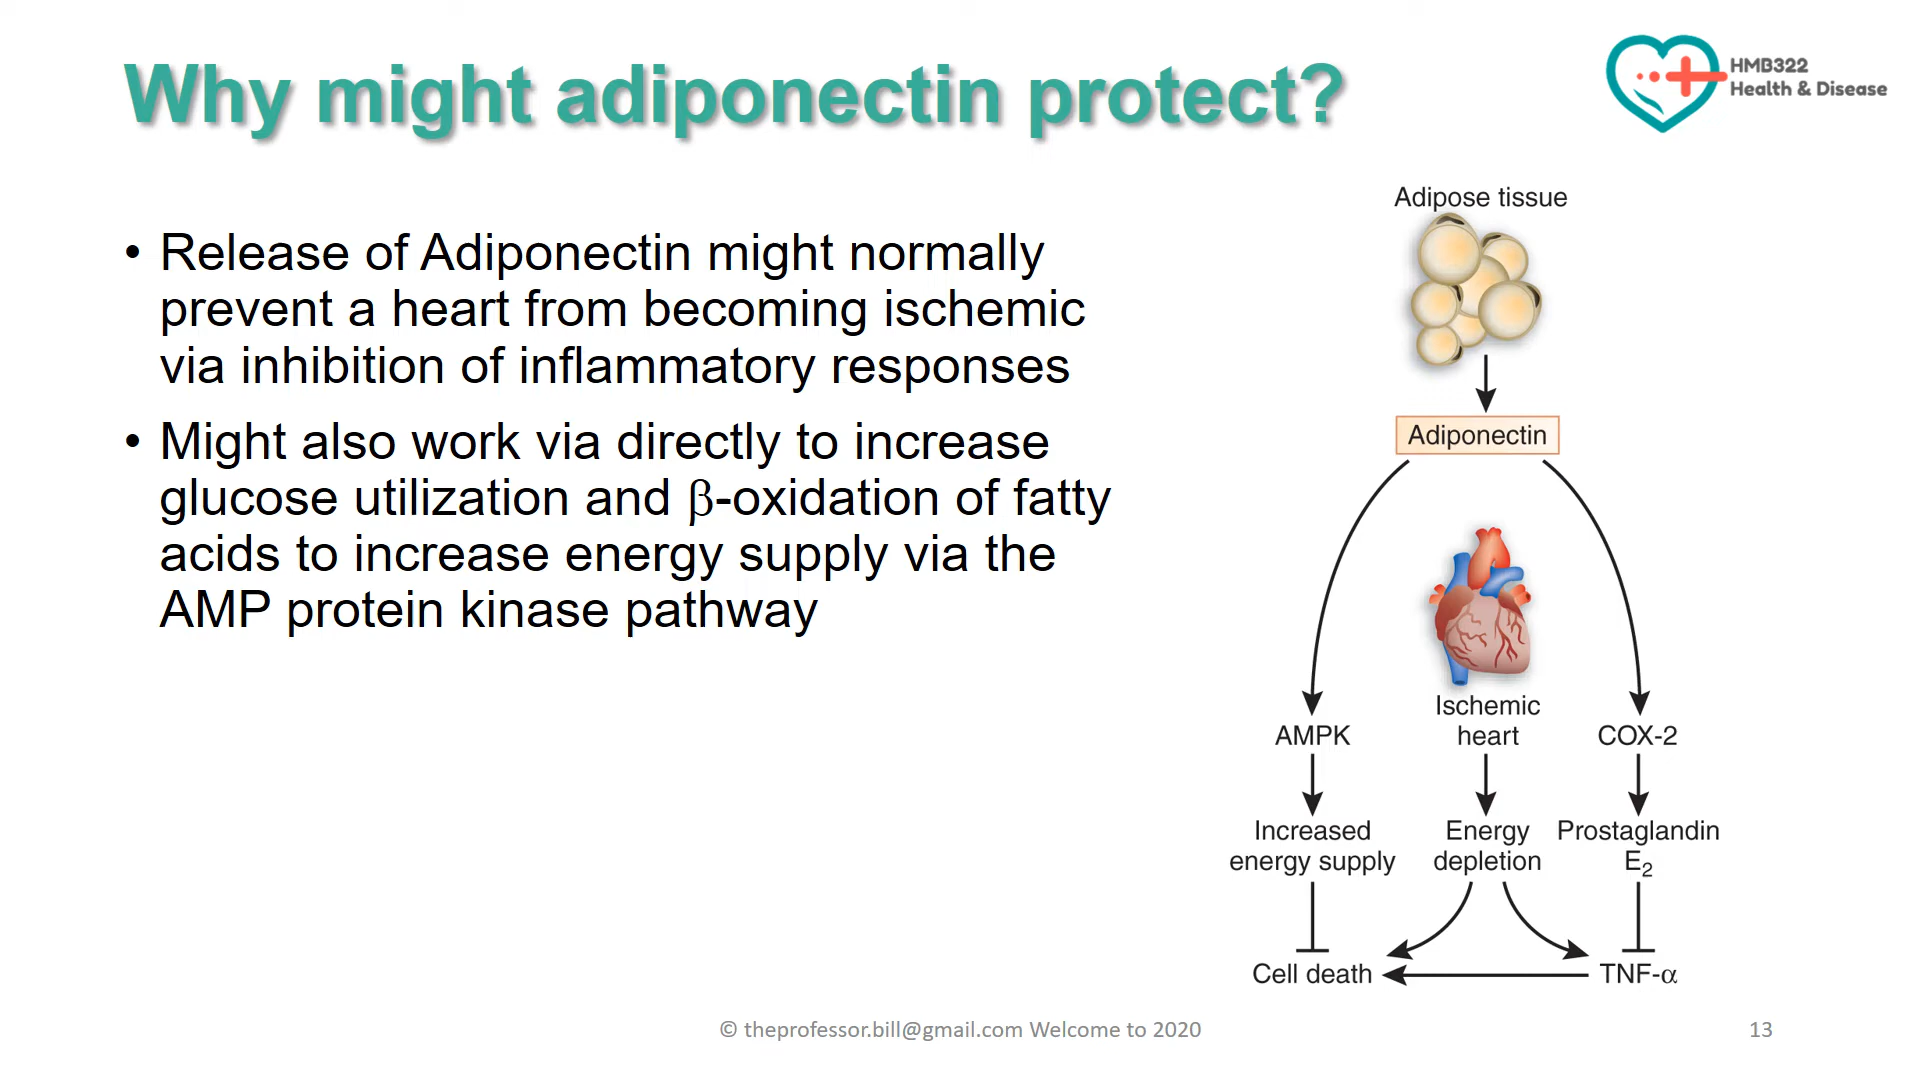 Why might adiponectin protect?
HMB322
Health & Disease
• Release of Adiponectin might normally
prevent a heart from becoming ischemic
via inhibition of inflammatory responses
• Might also work via directly to increase
glucose utilization and β-oxidation of fatty
acids to increase energy supply via the
AMP protein kinase pathway
Adipose tissue
Adiponectin
Ischemic
heart
AMPK
COX-2
Increased
energy supply
Energy
depletion
Prostaglandin
E₂
Cell death
TNF-α
© theprofessor.bill@gmail.com Welcome to 2020
13